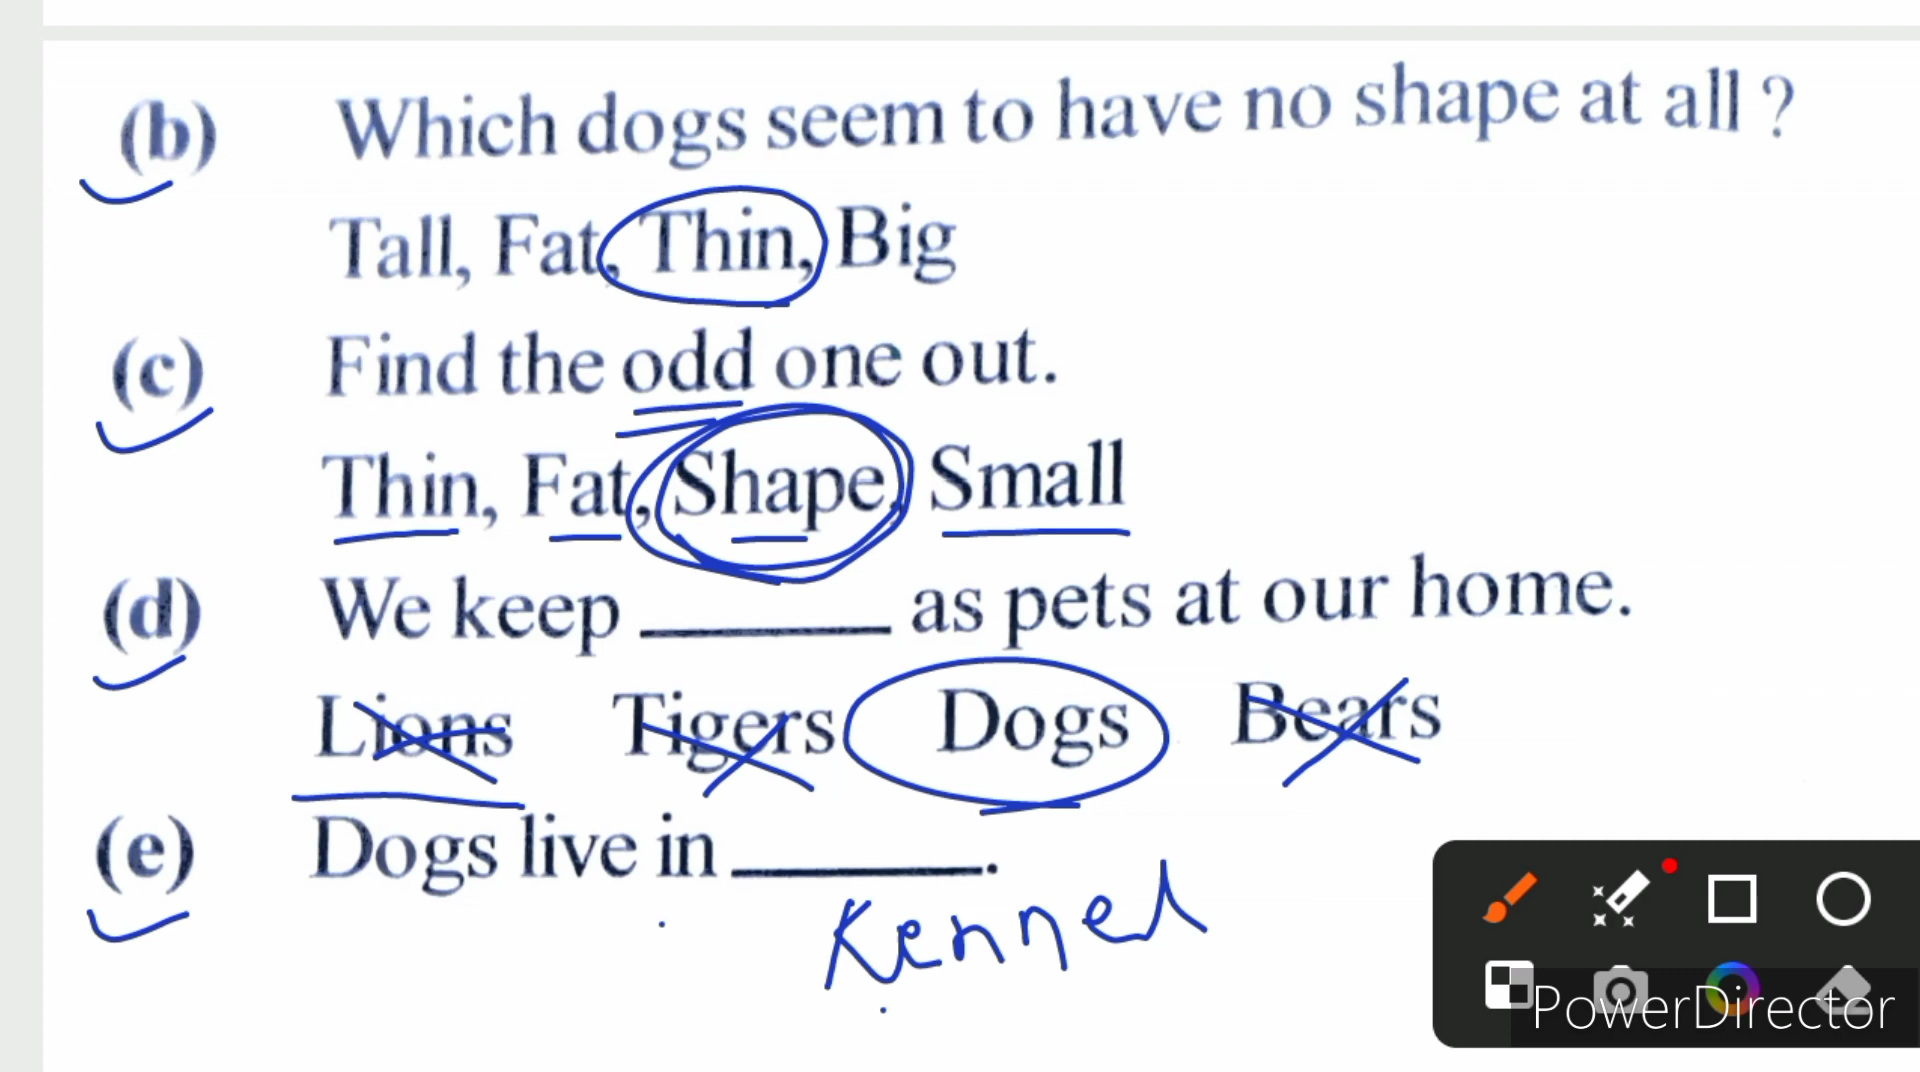 (b) Which dogs seem to have no shape at all ?
Tall, Fat, Thin, Big
(c) Find the odd one out.
Thin, Fat, Shape, Small
(d) We keep ______ as pets at our home.
Lions Tigers Dogs Bears
(e) Dogs live in ______.
Kennel
PowerDirector